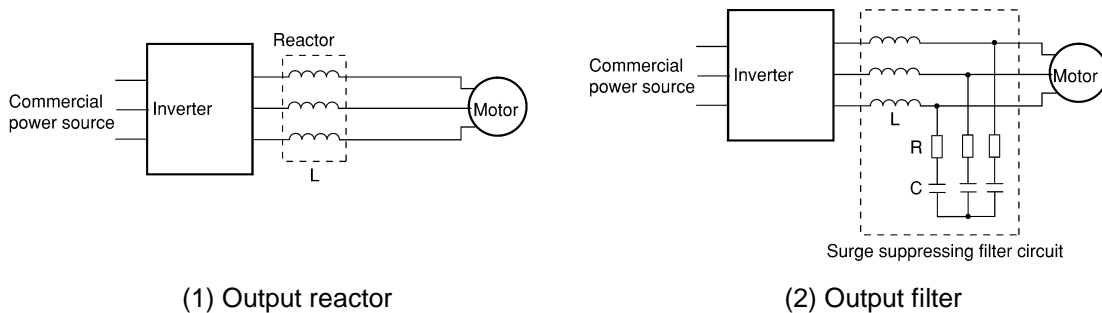 Reactor
Commercial
power source
Inverter
Motor
L
(1) Output reactor
Commercial
power source
Inverter
Motor
L
R
C
Surge suppressing filter circuit
(2) Output filter